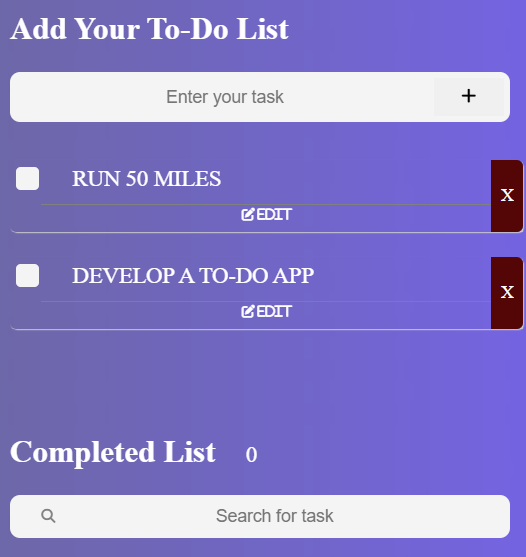 Add Your To-Do List
Enter your task +
RUN 50 MILES
X
EDIT
DEVELOP A TO-DO APP
X
EDIT
Completed List 0
Search for task